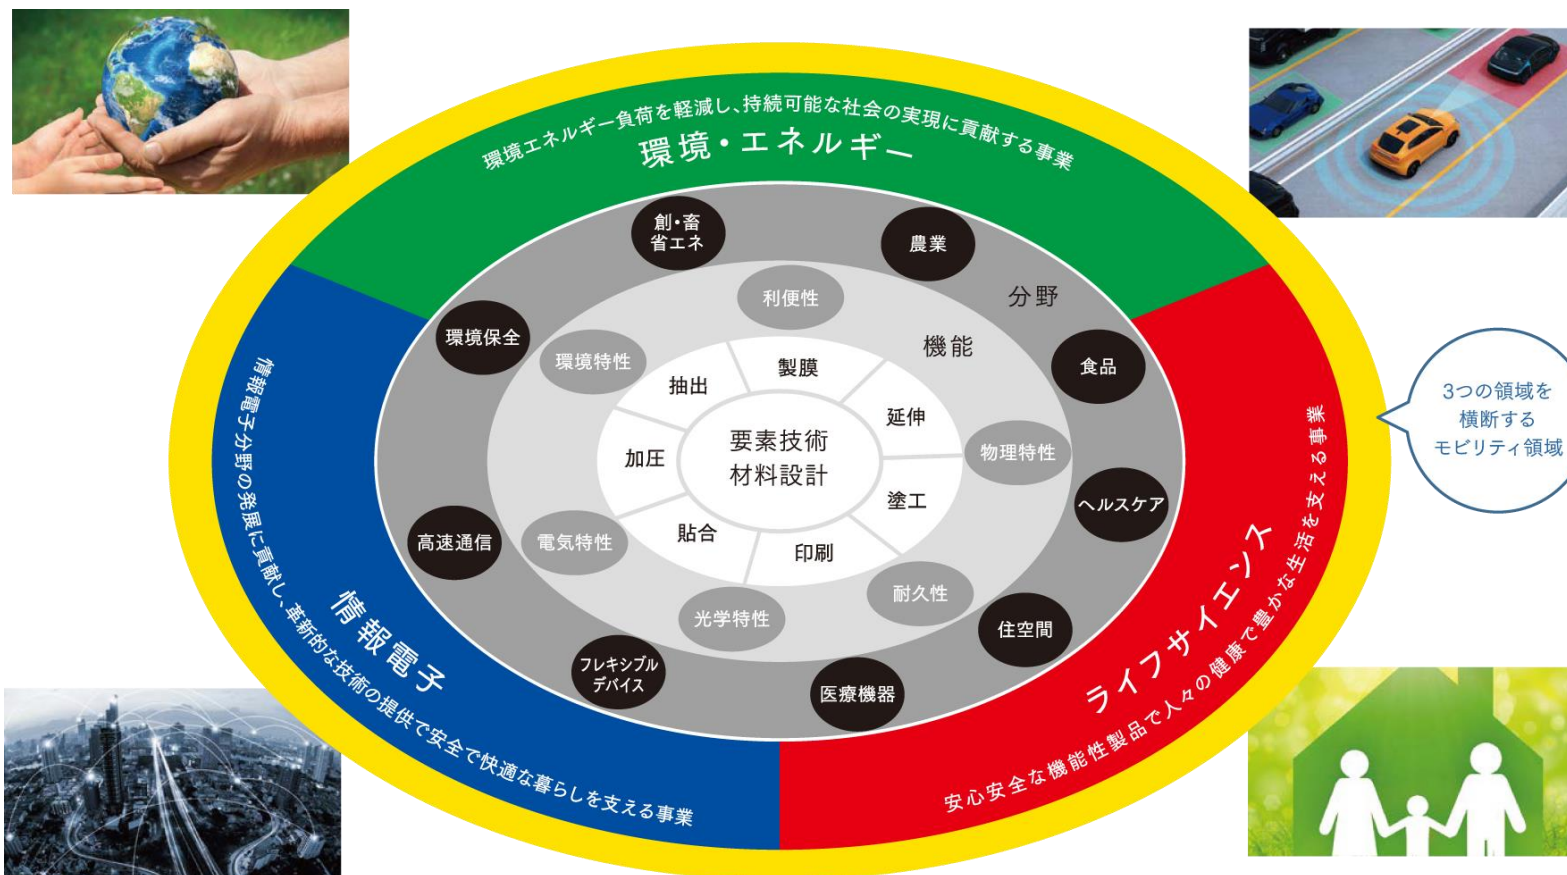 環境エネルギー負荷を軽減し、持続可能な社会の実現に貢献する事業
環境・エネルギー
創・畜
省エネ
農業
分野
利便性
機能
環境保全
環境特性
食品
抽出
製膜
延伸
加圧
要素技術
材料設計
物理特性
塗工
貼合
印刷
ヘルスケア
高速通信
電気特性
光学特性
耐久性
住空間
フレキシブル
デバイス
医療機器
情報電子
情報電子分野の発展に貢献し、革新的な技術の提供で安全で快適な暮らしを支える事業
ライフサイエンス
安心安全な機能性製品で人々の健康で豊かな生活を支える事業
3つの領域を
横断する
モビリティ領域